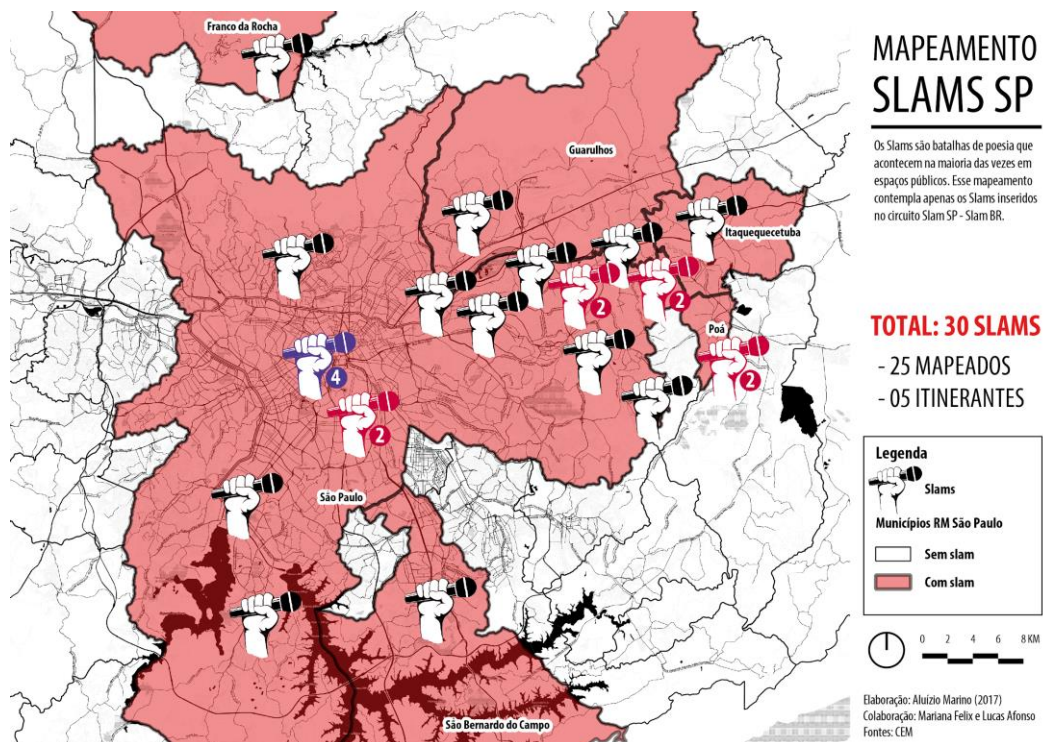 MAPEAMENTO
SLAMS SP
Os Slams são batalhas de poesia que
acontecem na maioria das vezes em
espaços públicos. Esse mapeamento
contempla apenas os Slams inseridos
no circuito Slam SP - Slam BR.
TOTAL: 30 SLAMS
- 25 MAPEADOS
- 05 ITINERANTES
Legenda
Slams
Municípios RM São Paulo
Sem slam
Com slam
0 2 4 6 8 KM
Elaboração: Aluízio Marino (2017)
Colaboração: Mariana Felix e Lucas Afonso
Fontes: CEM
Franco da Rocha
Guarulhos
Itaquequecetuba
2
2
Poá
2
4
2
São Paulo
São Bernardo do Campo